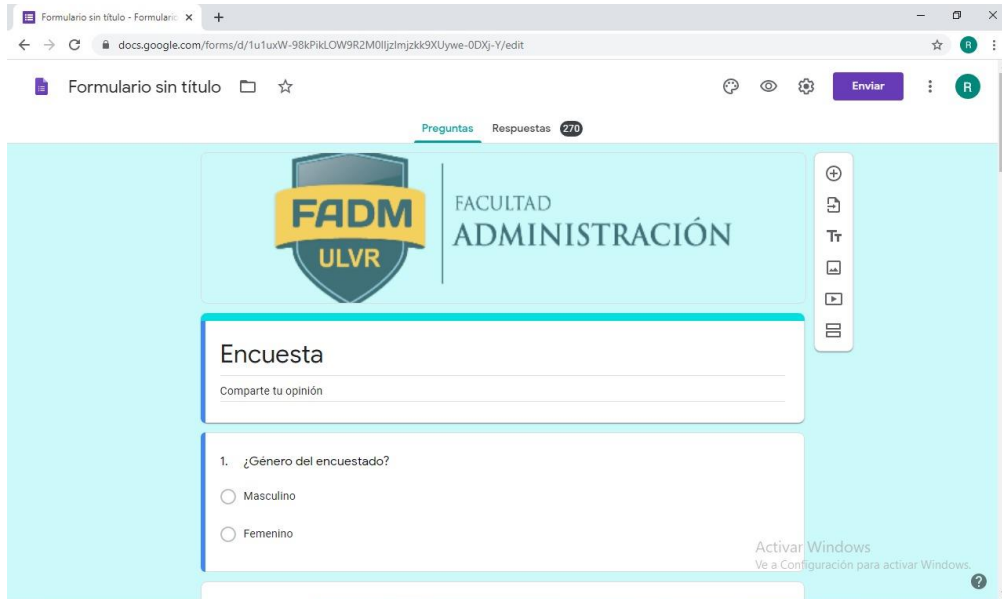 Formulario sin título - Formulario
docs.google.com/forms/d/1u1uxW-98kPikLOW9R2M0lIjzlmjzkk9XUywe-0DXj-Y/edit
R
Formulario sin título
Enviar
R
Preguntas Respuestas 270
FADM
ULVR
FACULTAD
ADMINISTRACIÓN
Tт
Encuesta
Comparte tu opinión
1. ¿Género del encuestado?
Masculino
Femenino
Activar Windows
Ve a Configuración para activar Windows.